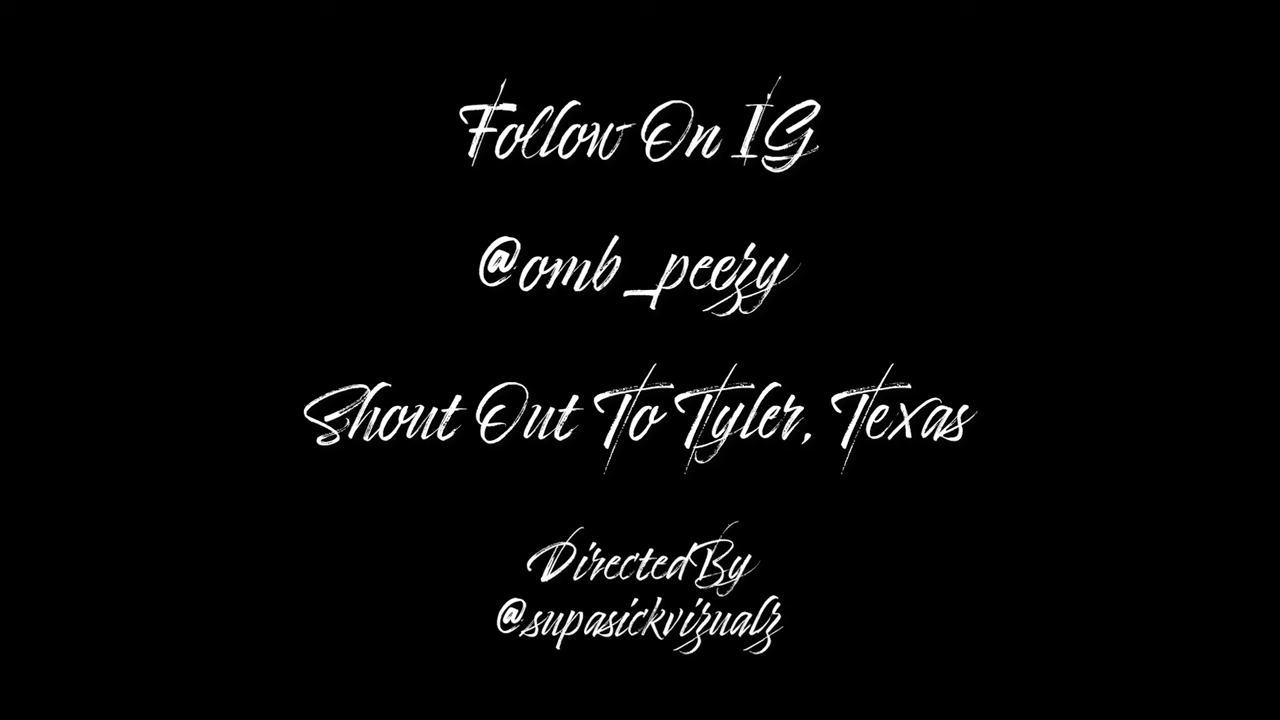 Follow On IG
@omb_peezy
Shout Out To Tyler, Texas
Directed By
@supasickvizualz